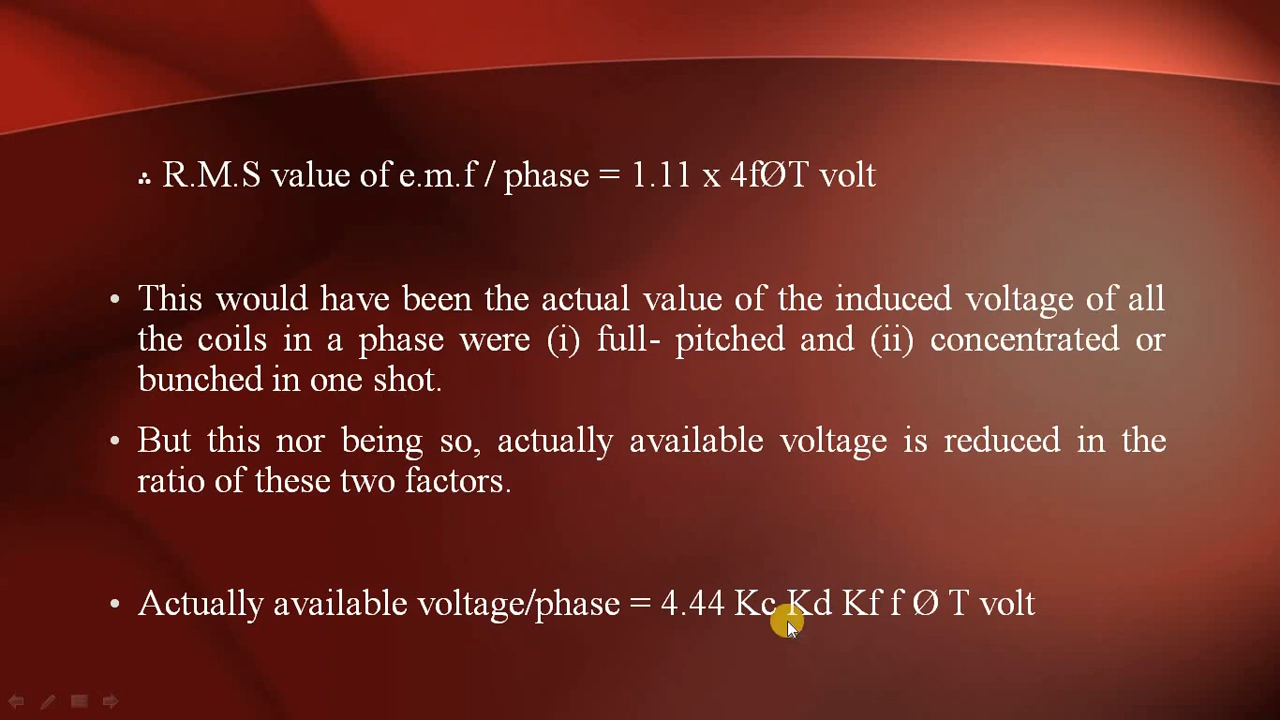 ∴ R.M.S value of e.m.f / phase = 1.11 x 4fØT volt
• This would have been the actual value of the induced voltage of all
the coils in a phase were (i) full- pitched and (ii) concentrated or
bunched in one shot.
• But this nor being so, actually available voltage is reduced in the
ratio of these two factors.
• Actually available voltage/phase = 4.44 Kc Kd Kf f Ø T volt